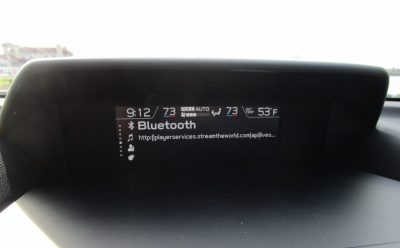 9:12 73 AUTO 73 53°F
Bluetooth
http://playerservices.streamtheworld.com/api/lives...